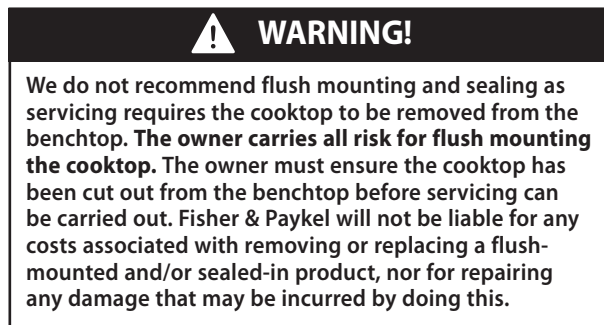 WARNING!
We do not recommend flush mounting and sealing as
servicing requires the cooktop to be removed from the
benchtop. The owner carries all risk for flush mounting
the cooktop. The owner must ensure the cooktop has
been cut out from the benchtop before servicing can
be carried out. Fisher & Paykel will not be liable for any
costs associated with removing or replacing a flush-
mounted and/or sealed-in product, nor for repairing
any damage that may be incurred by doing this.